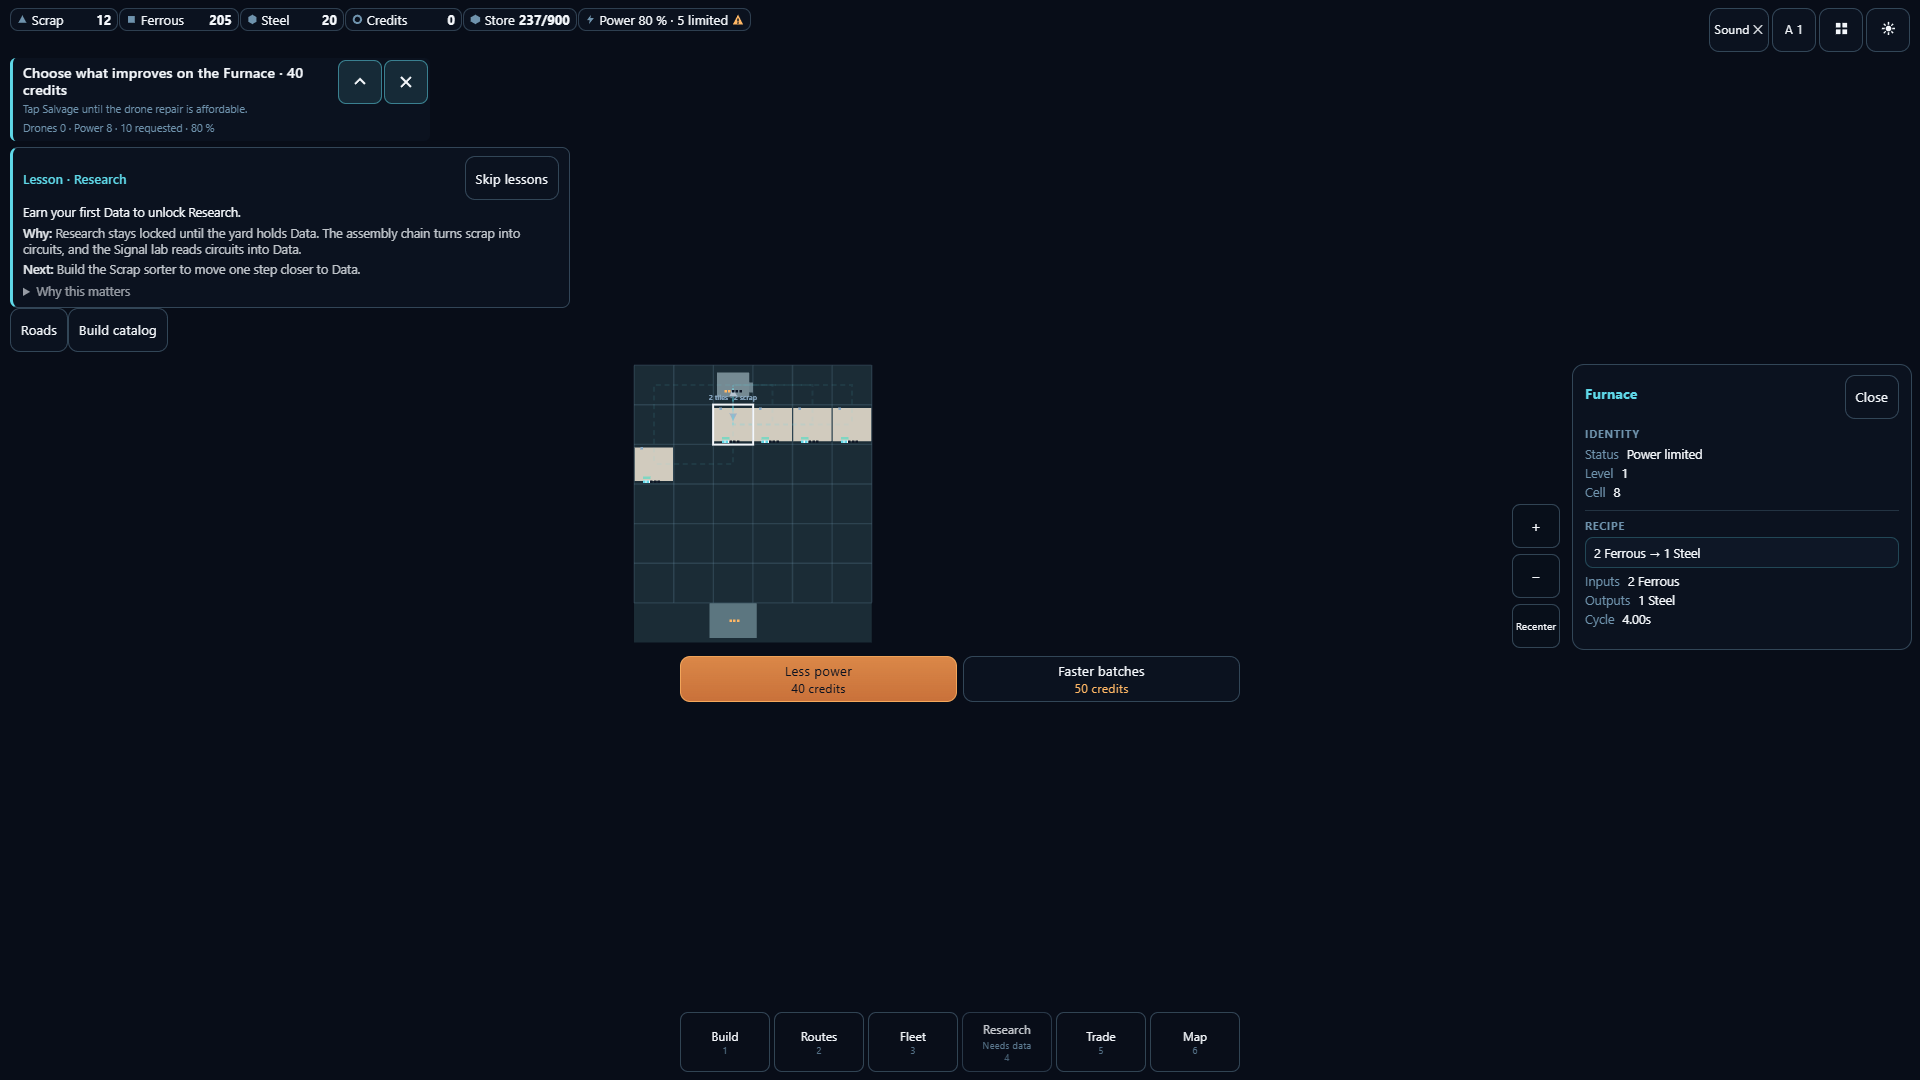 Scrap 12 Ferrous 205 Steel 20 Credits 0 Store 237/900 Power 80 % · 5 limited
Sound A 1
Choose what improves on the Furnace · 40
credits
Tap Salvage until the drone repair is affordable.
Drones 0 · Power 8 · 10 requested · 80 %
Lesson · Research
Skip lessons
Earn your first Data to unlock Research.
Why: Research stays locked until the yard holds Data. The assembly chain turns scrap into
circuits, and the Signal lab reads circuits into Data.
Next: Build the Scrap sorter to move one step closer to Data.
Why this matters
Roads Build catalog
Furnace
Close
IDENTITY
Status Power limited
Level 1
Cell 8
RECIPE
2 Ferrous → 1 Steel
Inputs 2 Ferrous
Outputs 1 Steel
Cycle 4.00s
+
−
Recenter
Less power
40 credits
Faster batches
50 credits
Build
1
Routes
2
Fleet
3
Research
Needs data
4
Trade
5
Map
6